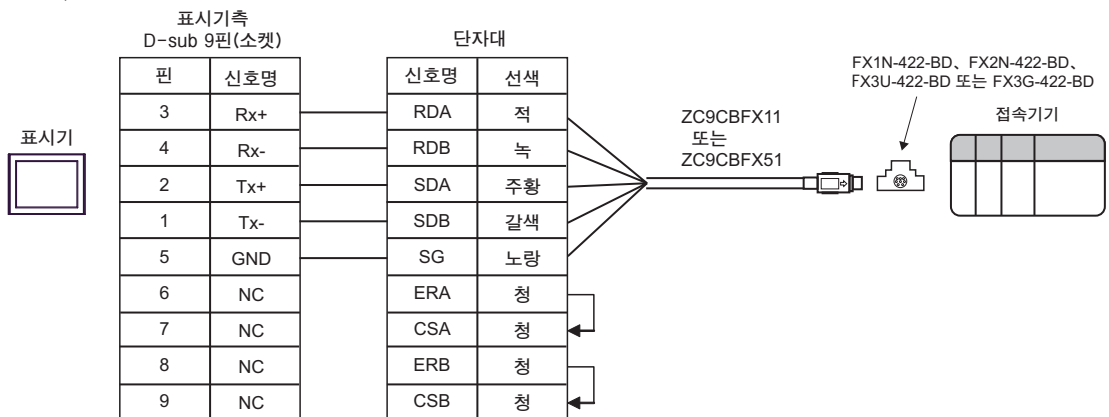 표시기측
D-sub 9핀(소켓)
단자대
핀 신호명 신호명 선색
3 Rx+ RDA 적
4 Rx- RDB 녹
2 Tx+ SDA 주황
1 Tx- SDB 갈색
5 GND SG 노랑
6 NC ERA 청
7 NC CSA 청
8 NC ERB 청
9 NC CSB 청
표시기
ZC9CBFX11
또는
ZC9CBFX51
FX1N-422-BD、FX2N-422-BD、
FX3U-422-BD 또는 FX3G-422-BD
접속기기